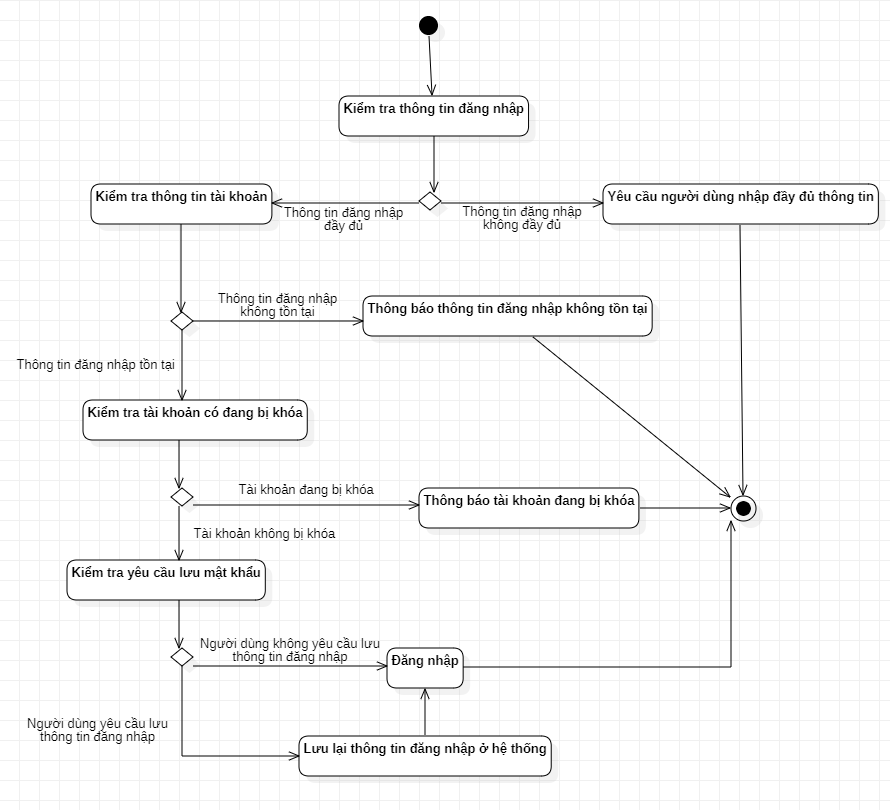 Kiểm tra thông tin đăng nhập
Kiểm tra thông tin tài khoản
Yêu cầu người dùng nhập đầy đủ thông tin
Thông tin đăng nhập
đầy đủ
Thông tin đăng nhập
không đầy đủ
Thông tin đăng nhập
không tồn tại
Thông báo thông tin đăng nhập không tồn tại
Thông tin đăng nhập tồn tại
Kiểm tra tài khoản có đang bị khóa
Tài khoản đang bị khóa
Thông báo tài khoản đang bị khóa
Tài khoản không bị khóa
Kiểm tra yêu cầu lưu mật khẩu
Người dùng không yêu cầu lưu
thông tin đăng nhập
Đăng nhập
Người dùng yêu cầu lưu
thông tin đăng nhập
Lưu lại thông tin đăng nhập ở hệ thống